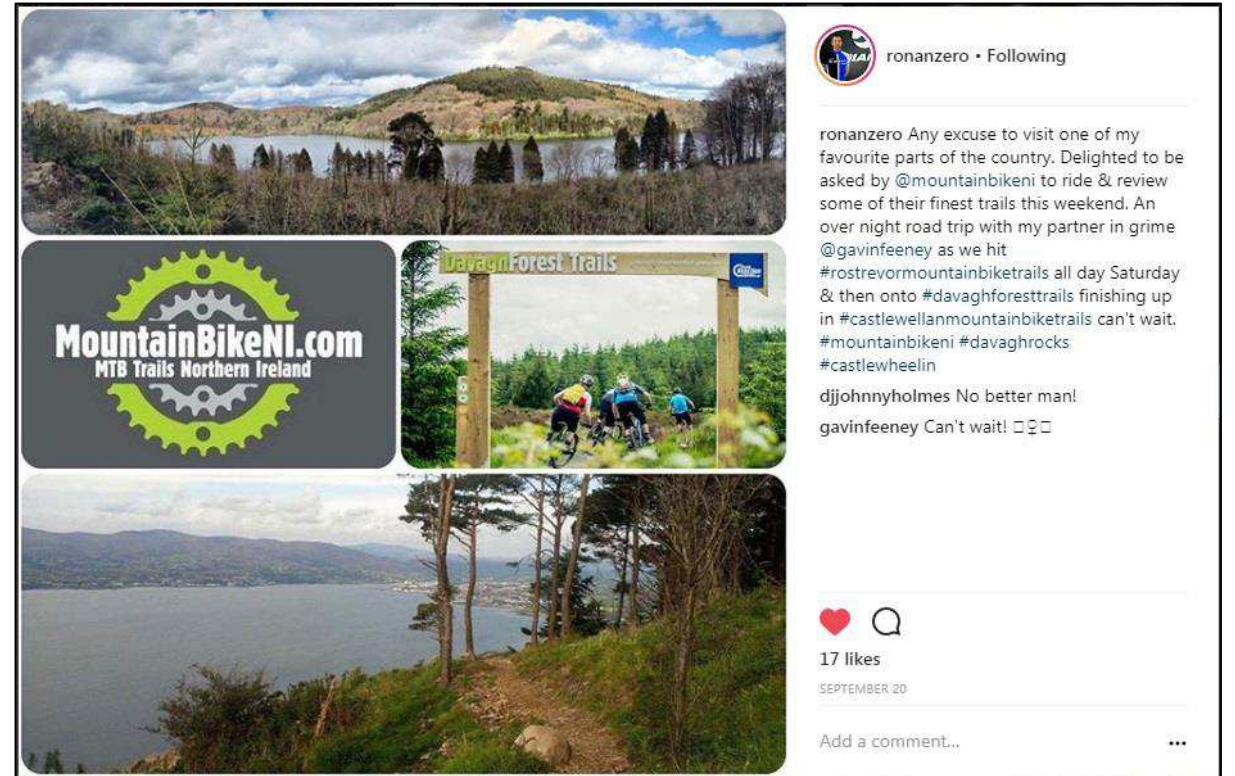 DavaghForest Trails
MountainBikeNI.com
MTB Trails Northern Ireland
ronanzero • Following
ronanzero Any excuse to visit one of my
favourite parts of the country. Delighted to be
asked by @mountainbikeni to ride & review
some of their finest trails this weekend. An
over night road trip with my partner in grime
@gavinfeeney as we hit
#rostrevormountainbiketrails all day Saturday
& then onto #davaghforesttrails finishing up
in #castlewellanmountainbiketrails can't wait.
#mountainbikeni #davaghrocks
#castlewheelin
djjohnnyholmes No better man!
gavinfeeney Can't wait! □♀□
17 likes
SEPTEMBER 20
Add a comment...